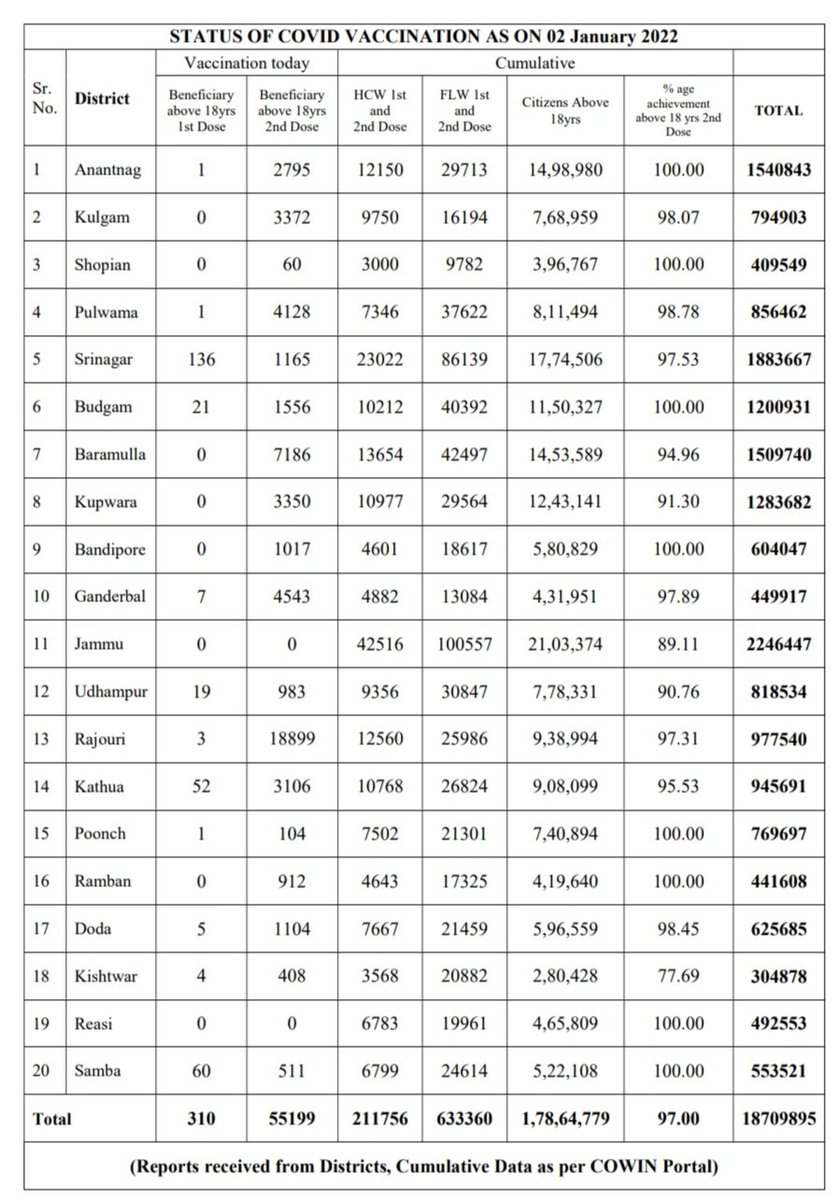 STATUS OF COVID VACCINATION AS ON 02 January 2022
Sr. No. District Vaccination today Cumulative
Beneficiary above 18yrs 1st Dose Beneficiary above 18yrs 2nd Dose HCW 1st and 2nd Dose FLW 1st and 2nd Dose Citizens Above 18yrs % age achievement above 18 yrs 2nd Dose TOTAL
1 Anantnag 1 2795 12150 29713 14,98,980 100.00 1540843
2 Kulgam 0 3372 9750 16194 7,68,959 98.07 794903
3 Shopian 0 60 3000 9782 3,96,767 100.00 409549
4 Pulwama 1 4128 7346 37622 8,11,494 98.78 856462
5 Srinagar 136 1165 23022 86139 17,74,506 97.53 1883667
6 Budgam 21 1556 10212 40392 11,50,327 100.00 1200931
7 Baramulla 0 7186 13654 42497 14,53,589 94.96 1509740
8 Kupwara 0 3350 10977 29564 12,43,141 91.30 1283682
9 Bandipore 0 1017 4601 18617 5,80,829 100.00 604047
10 Ganderbal 7 4543 4882 13084 4,31,951 97.89 449917
11 Jammu 0 0 42516 100557 21,03,374 89.11 2246447
12 Udhampur 19 983 9356 30847 7,78,331 90.76 818534
13 Rajouri 3 18899 12560 25986 9,38,994 97.31 977540
14 Kathua 52 3106 10768 26824 9,08,099 95.53 945691
15 Poonch 1 104 7502 21301 7,40,894 100.00 769697
16 Ramban 0 912 4643 17325 4,19,640 100.00 441608
17 Doda 5 1104 7667 21459 5,96,559 98.45 625685
18 Kishtwar 4 408 3568 20882 2,80,428 77.69 304878
19 Reasi 0 0 6783 19961 4,65,809 100.00 492553
20 Samba 60 511 6799 24614 5,22,108 100.00 553521
Total 310 55199 211756 633360 1,78,64,779 97.00 18709895
(Reports received from Districts, Cumulative Data as per COWIN Portal)